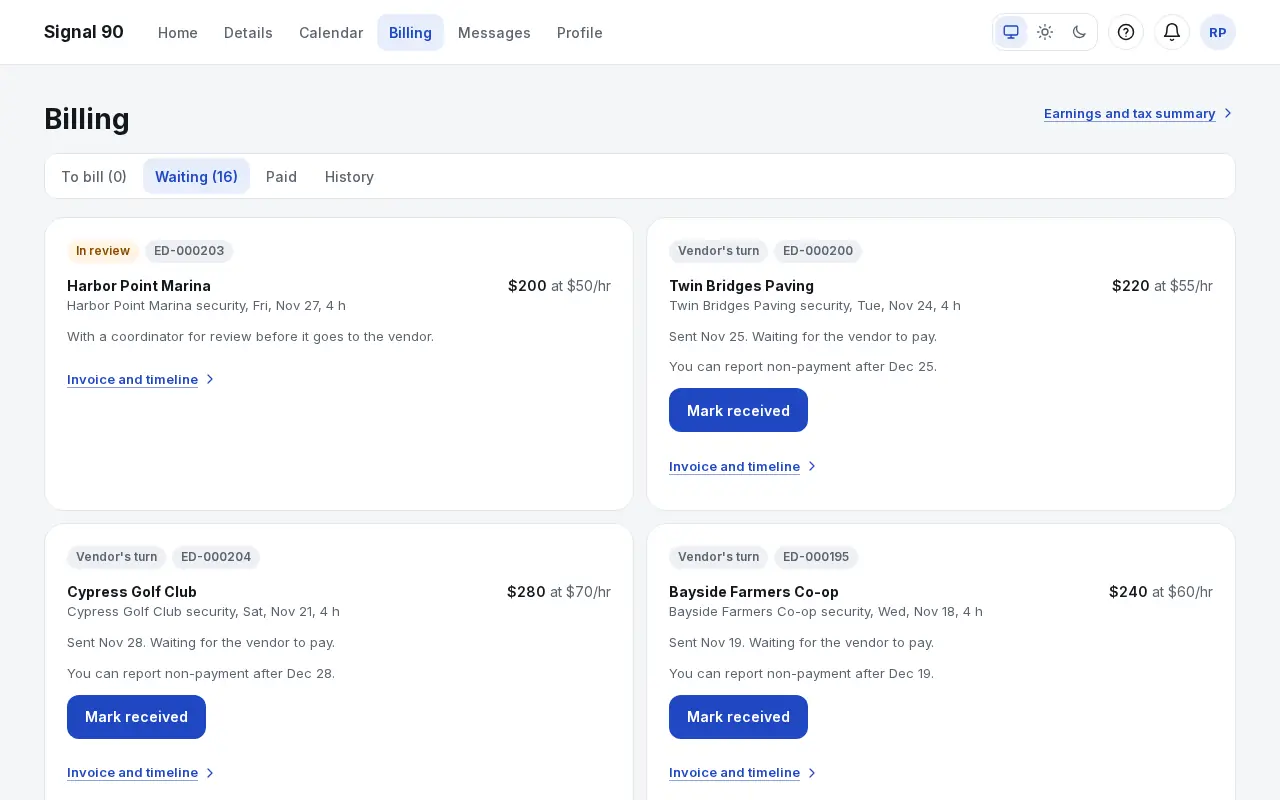 Signal 90
Home
Details
Calendar
Billing
Messages
Profile
RP
Billing
Earnings and tax summary
To bill (0)
Waiting (16)
Paid
History
In review
ED-000203
Harbor Point Marina
$200 at $50/hr
Harbor Point Marina security, Fri, Nov 27, 4 h
With a coordinator for review before it goes to the vendor.
Invoice and timeline
Vendor's turn
ED-000200
Twin Bridges Paving
$220 at $55/hr
Twin Bridges Paving security, Tue, Nov 24, 4 h
Sent Nov 25. Waiting for the vendor to pay.
You can report non-payment after Dec 25.
Mark received
Invoice and timeline
Vendor's turn
ED-000204
Cypress Golf Club
$280 at $70/hr
Cypress Golf Club security, Sat, Nov 21, 4 h
Sent Nov 28. Waiting for the vendor to pay.
You can report non-payment after Dec 28.
Mark received
Invoice and timeline
Vendor's turn
ED-000195
Bayside Farmers Co-op
$240 at $60/hr
Bayside Farmers Co-op security, Wed, Nov 18, 4 h
Sent Nov 19. Waiting for the vendor to pay.
You can report non-payment after Dec 19.
Mark received
Invoice and timeline